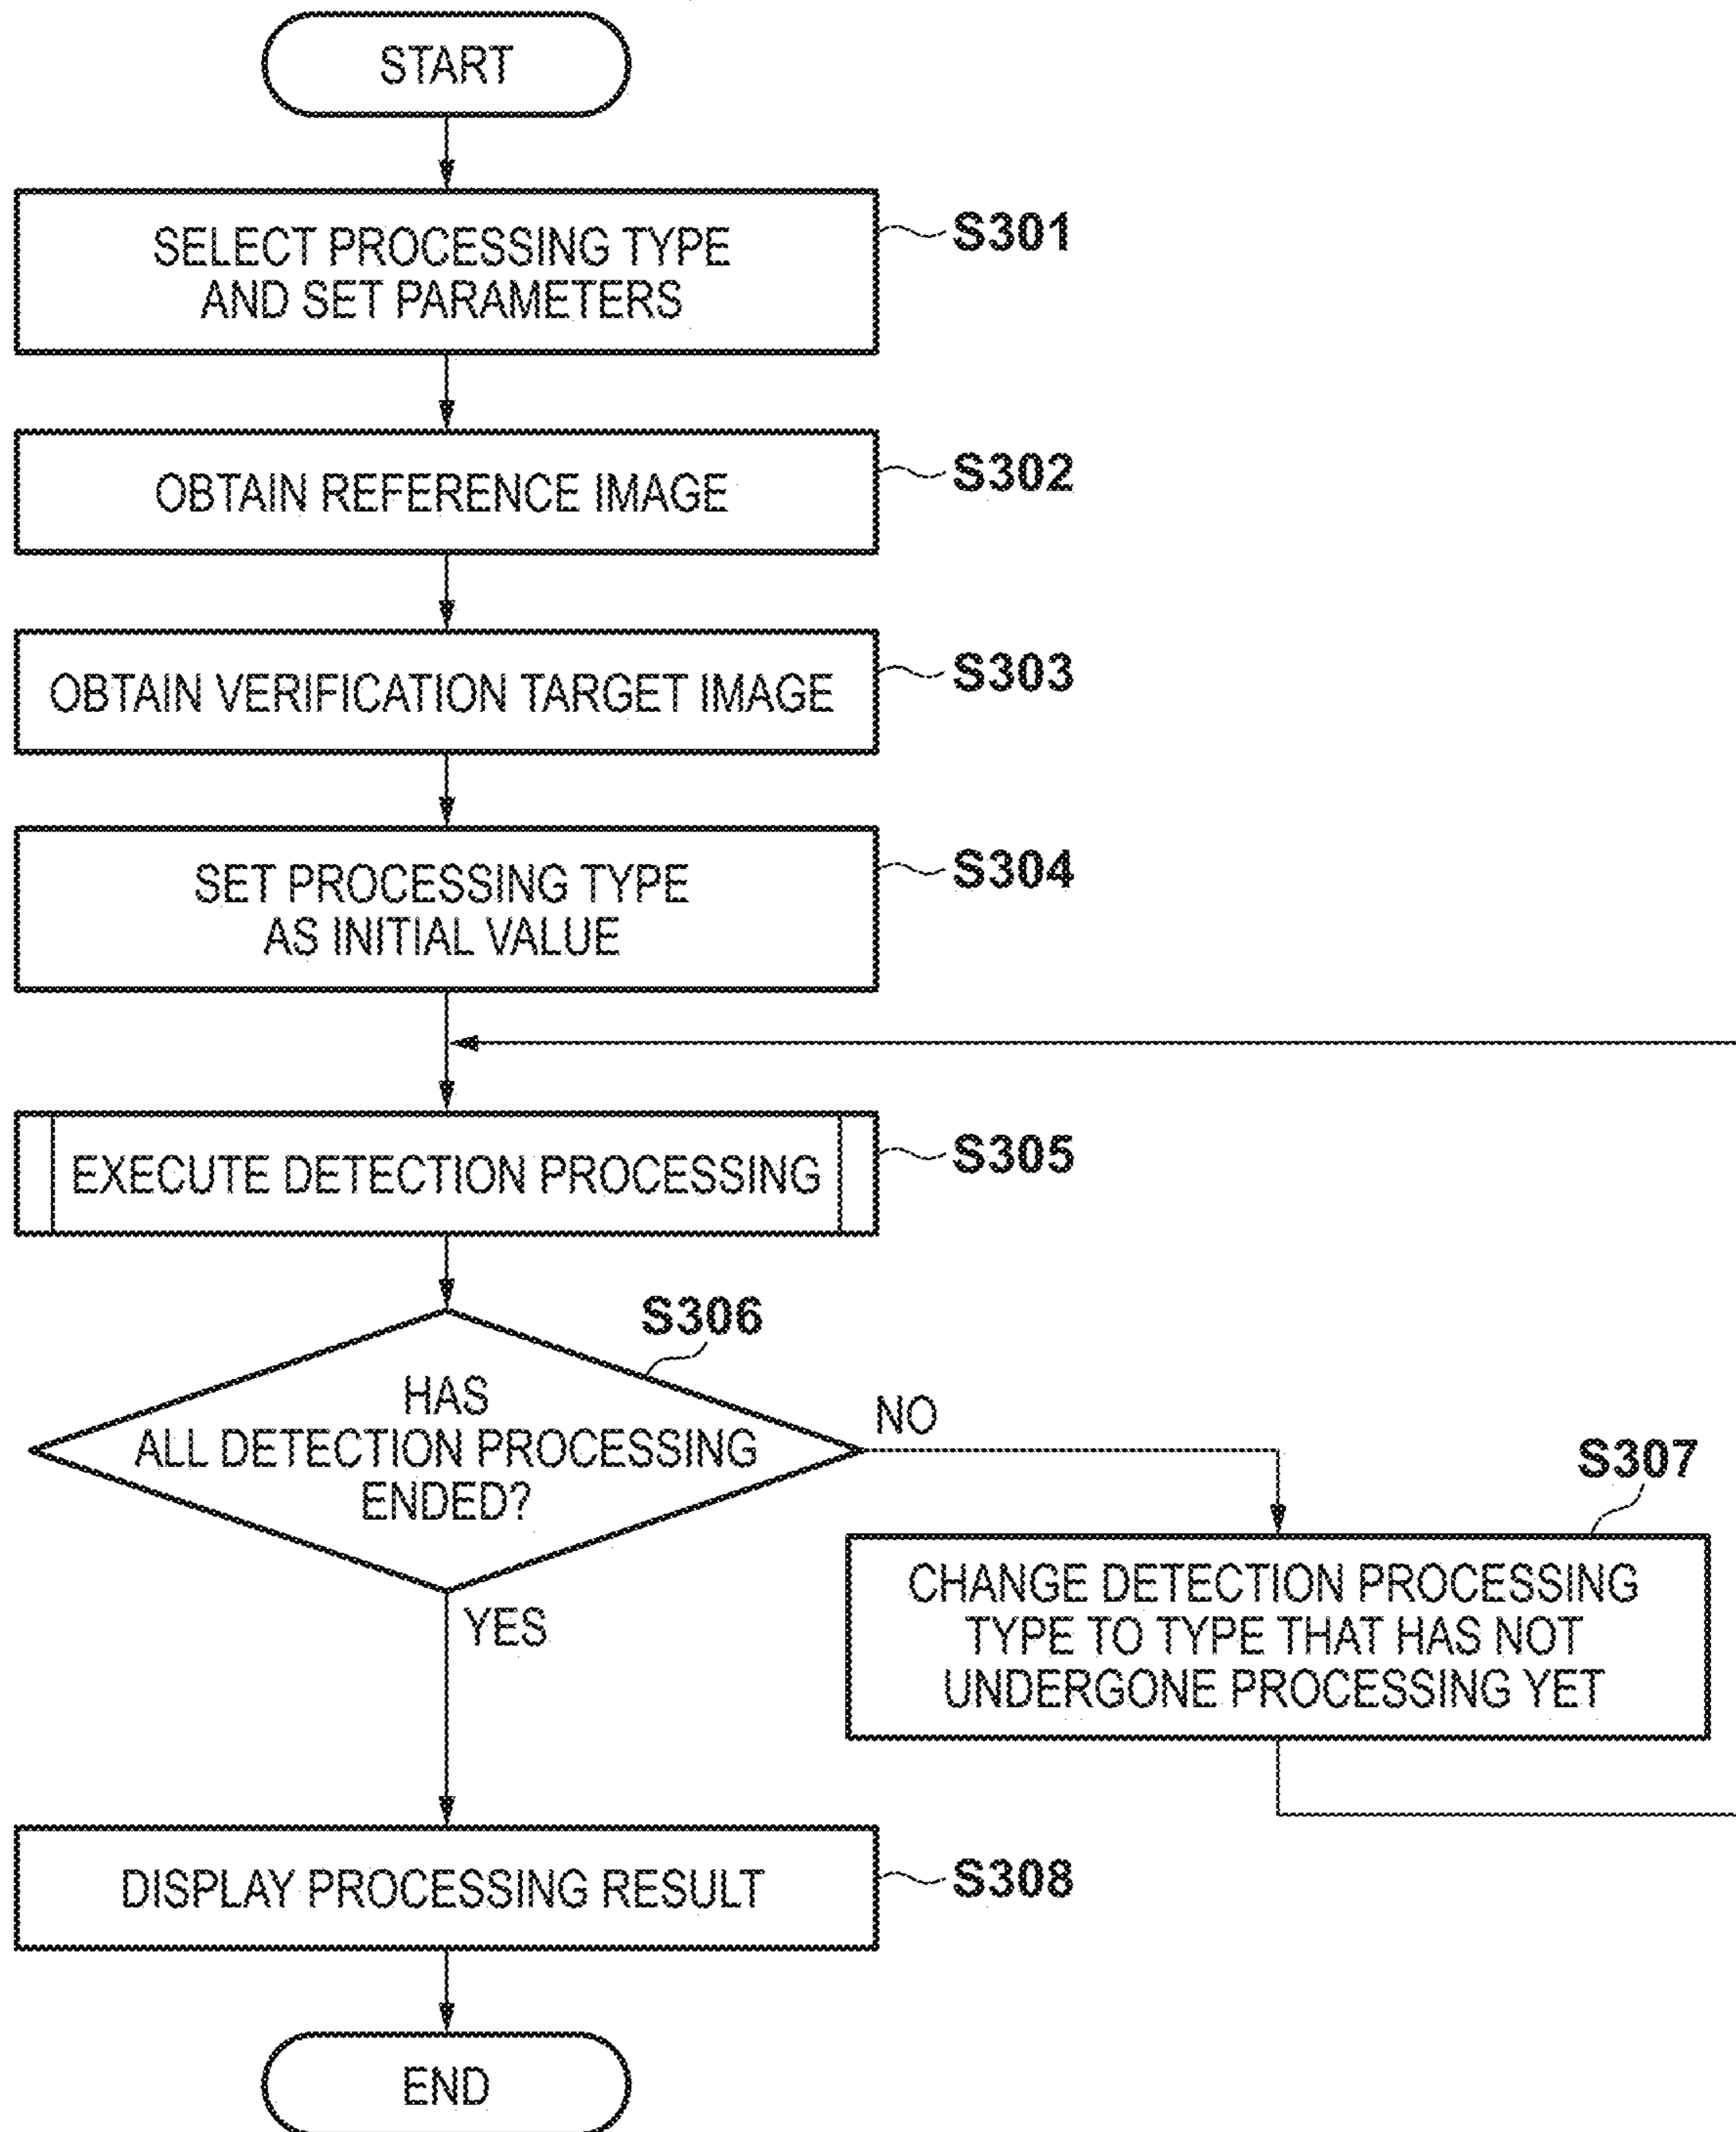 START
SELECT PROCESSING TYPE
AND SET PARAMETERS
S301
OBTAIN REFERENCE IMAGE
S302
OBTAIN VERIFICATION TARGET IMAGE
S303
SET PROCESSING TYPE
AS INITIAL VALUE
S304
EXECUTE DETECTION PROCESSING
S305
S306
HAS
ALL DETECTION PROCESSING
ENDED?
NO
YES
S307
CHANGE DETECTION PROCESSING
TYPE TO TYPE THAT HAS NOT
UNDERGONE PROCESSING YET
DISPLAY PROCESSING RESULT
S308
END